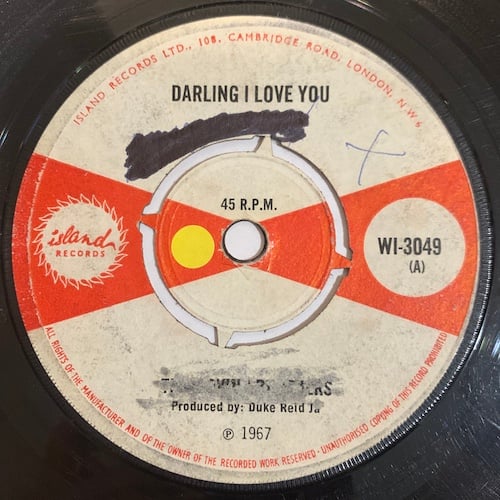 ISLAND RECORDS LTD., 108, CAMBRIDGE ROAD, LONDON, N.W.6
DARLING I LOVE YOU
45 R.P.M.
island
RECORDS
WI-3049
(A)
Produced by: Duke Reid
℗ 1967
ALL RIGHTS OF THE MANUFACTURER AND OF THE OWNER OF THE RECORDED WORK RESERVED - UNAUTHORISED COPYING OF THIS RECORD PROHIBITED